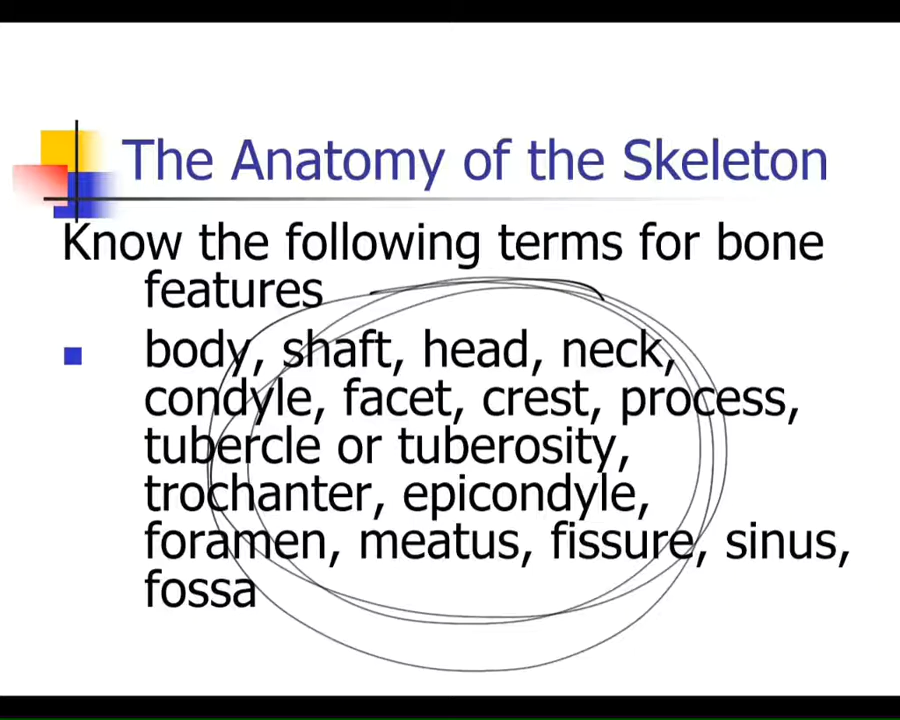 The Anatomy of the Skeleton
Know the following terms for bone
features
body, shaft, head, neck,
condyle, facet, crest, process,
tubercle or tuberosity,
trochanter, epicondyle,
foramen, meatus, fissure, sinus,
fossa